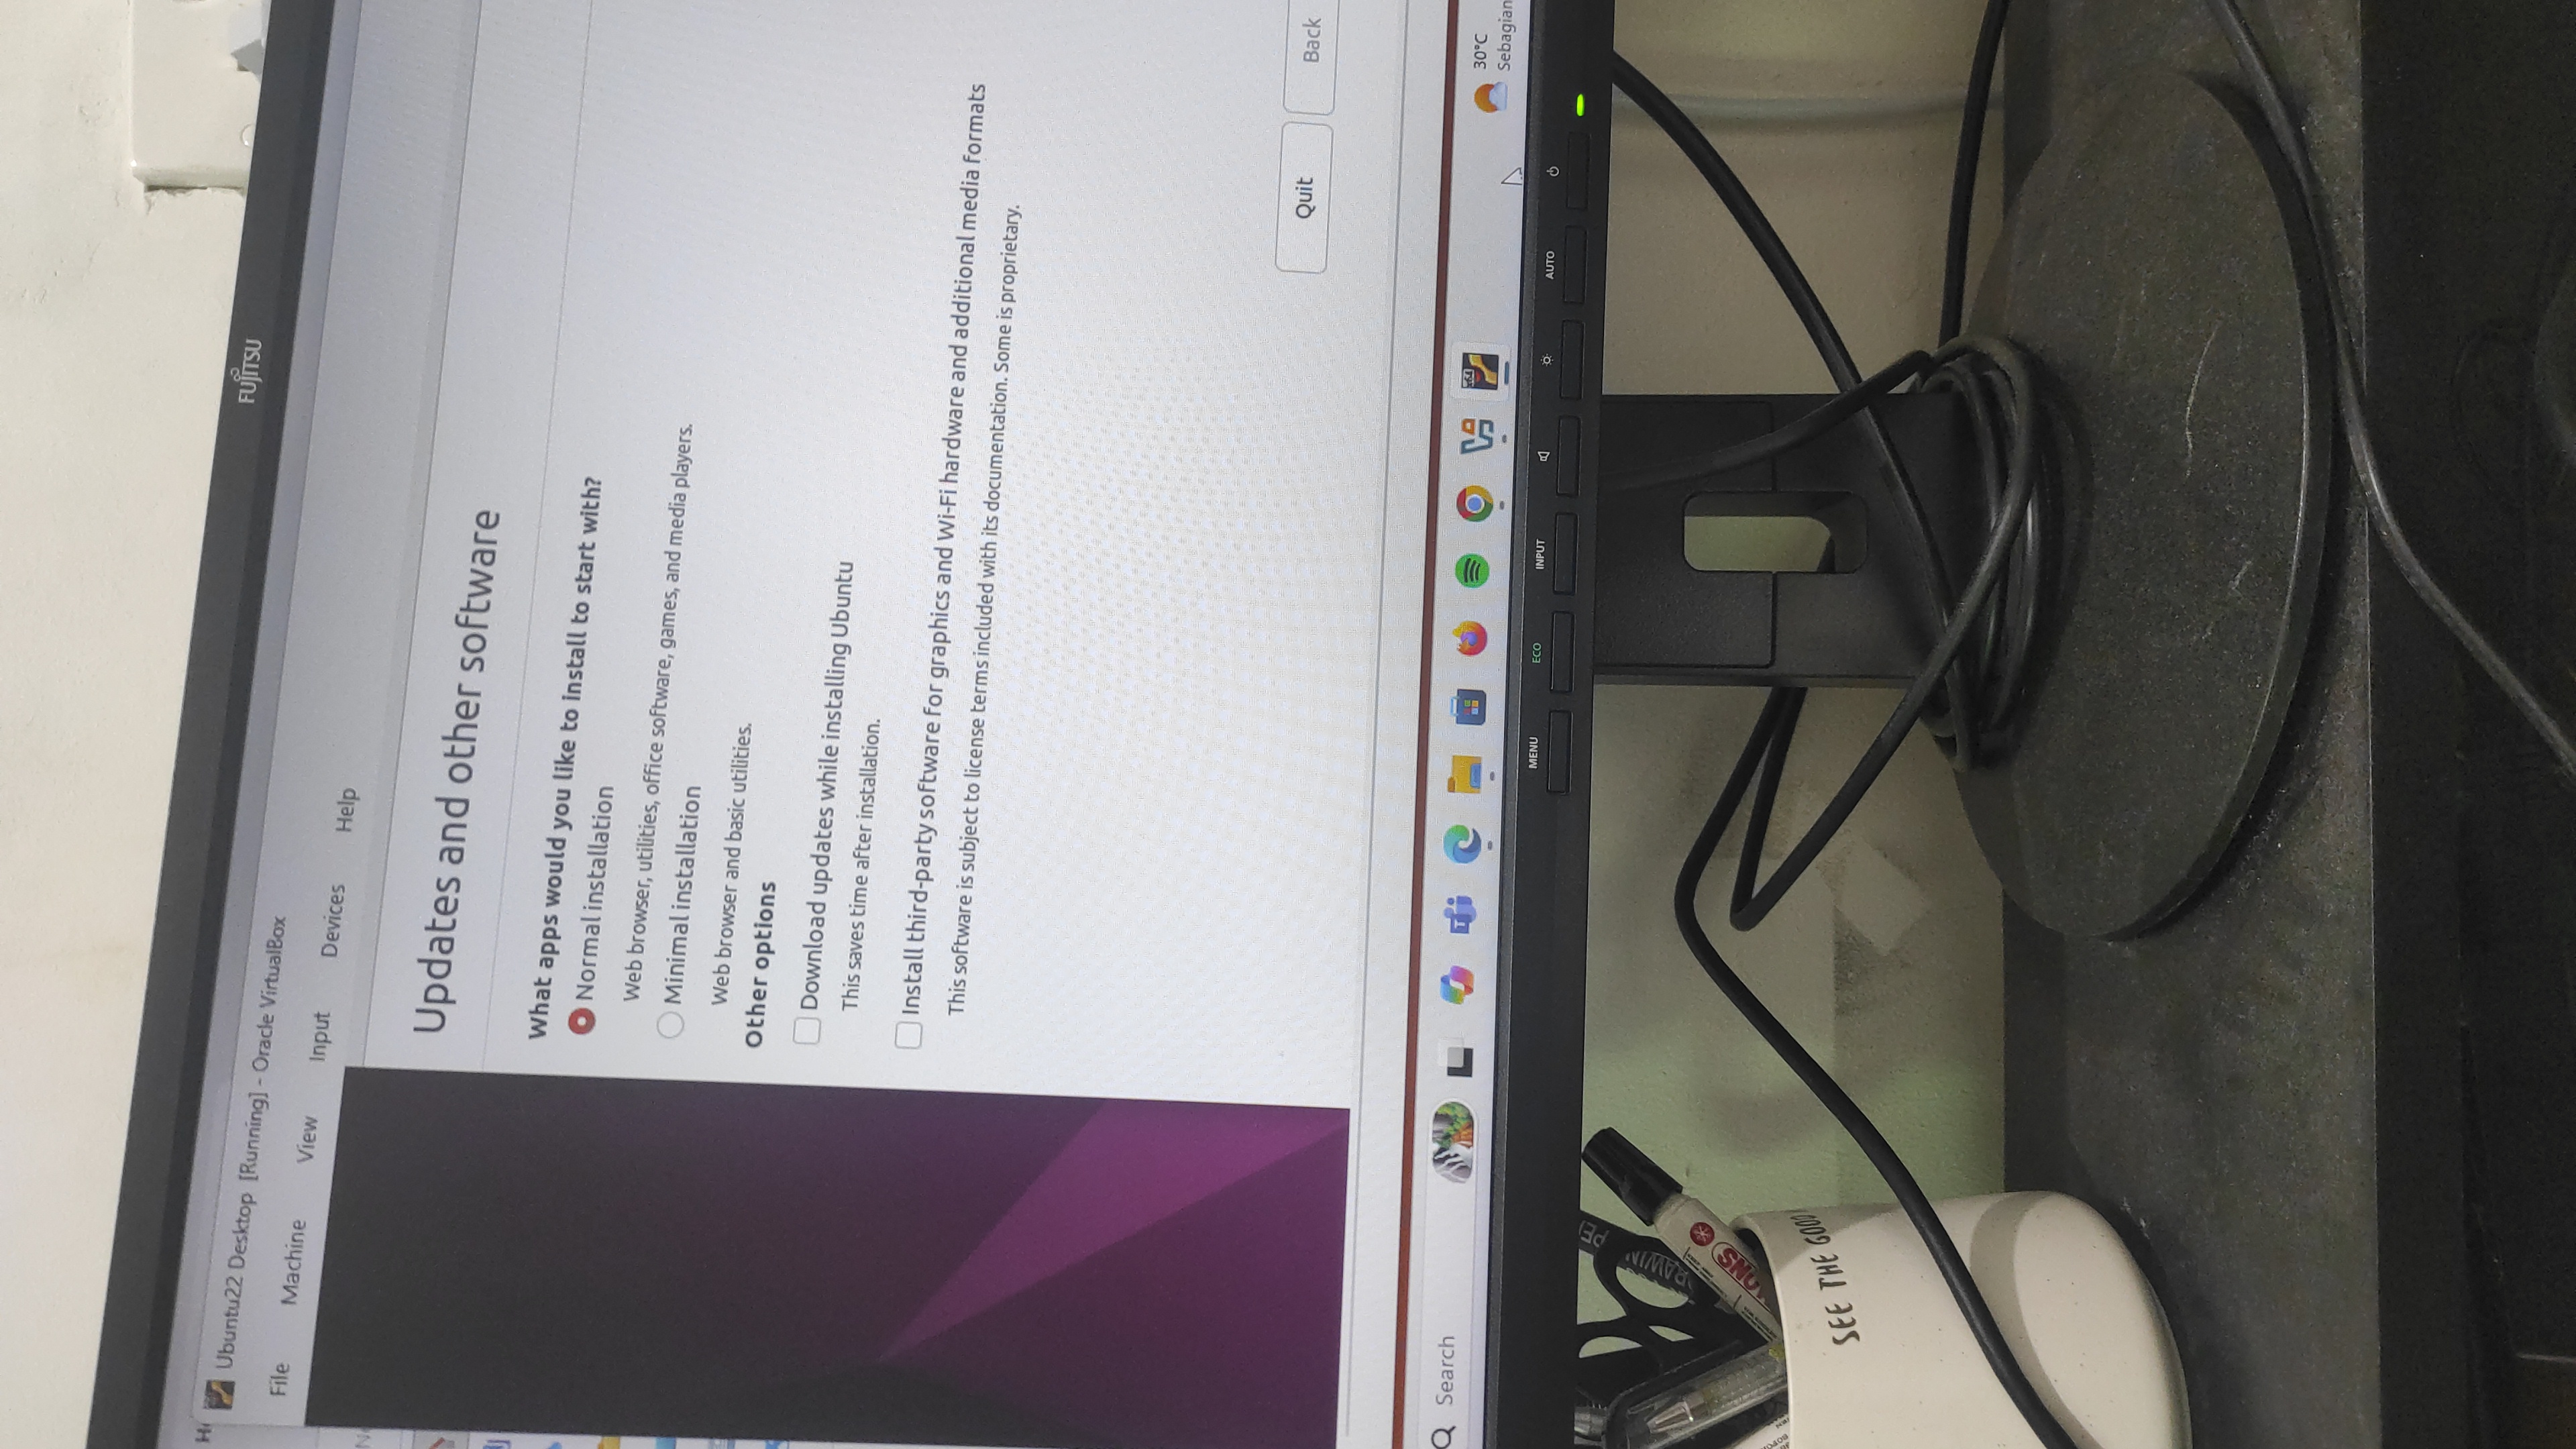 FUJITSU
Ubuntu22 Desktop [Running] - Oracle VirtualBox
File Machine View Input Devices Help
Updates and other software
What apps would you like to install to start with?
Normal installation
Web browser, utilities, office software, games, and media players.
Minimal installation
Web browser and basic utilities.
Other options
Download updates while installing Ubuntu
This saves time after installation.
Install third-party software for graphics and Wi-Fi hardware and additional media formats
This software is subject to license terms included with its documentation. Some is proprietary.
Quit Back
Search
30°C
Sebagian
MENU ECO INPUT AUTO
SEE THE GOOD